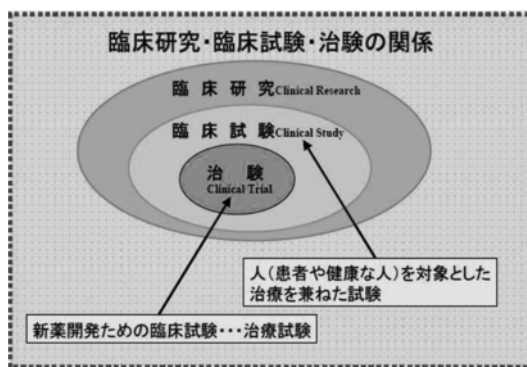 臨床研究・臨床試験・治験の関係
臨 床 研 究Clinical Research
臨 床 試 験Clinical Study
治 験
Clinical Trial
人（患者や健康な人）を対象とした
治療を兼ねた試験
新薬開発ための臨床試験・・・治療試験